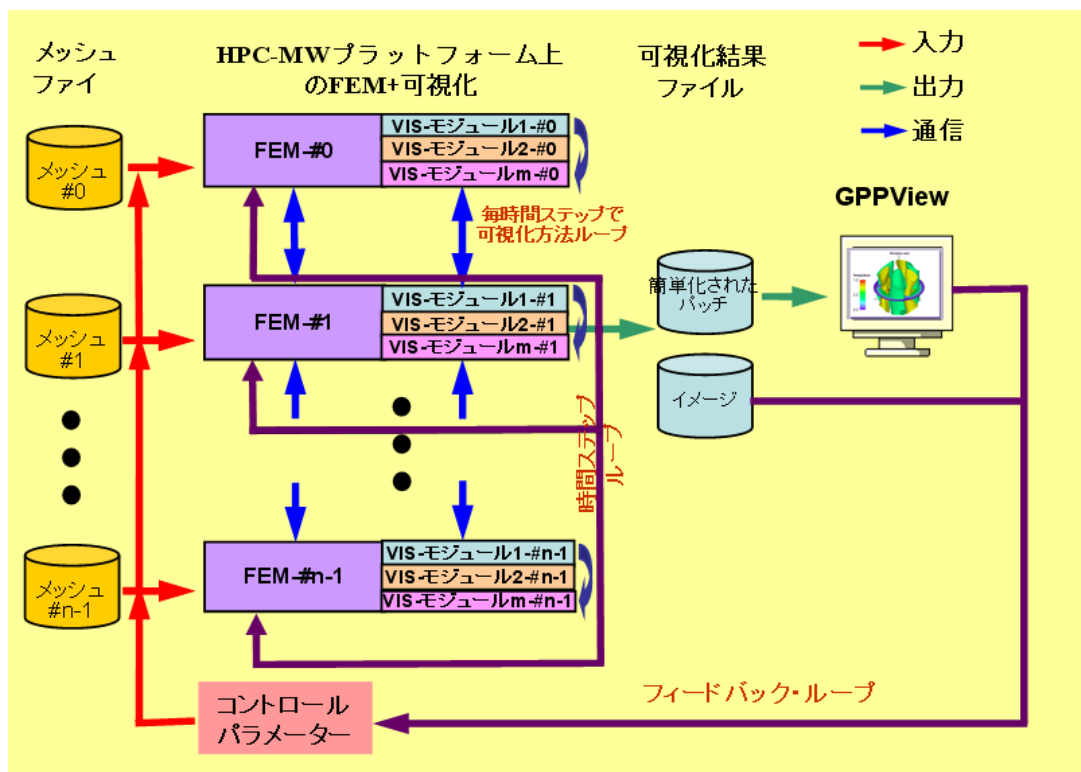 メッシュ
ファイ
HPC-MWプラットフォーム上
のFEM+可視化
可視化結果
ファイル
入力
出力
通信
メッシュ
#0
FEM-#0
VIS-モジュール1-#0
VIS-モジュール2-#0
VIS-モジュールm-#0
毎時間ステップで
可視化方法ループ
GPPView
メッシュ
#1
FEM-#1
VIS-モジュール1-#1
VIS-モジュール2-#1
VIS-モジュールm-#1
簡単化された
パッチ
イメージ
時間ステップ
ループ
メッシュ
#n-1
FEM-#n-1
VIS-モジュール1-#n-1
VIS-モジュール2-#n-1
VIS-モジュールm-#n-1
コントロール
パラメーター
フィードバック・ループ